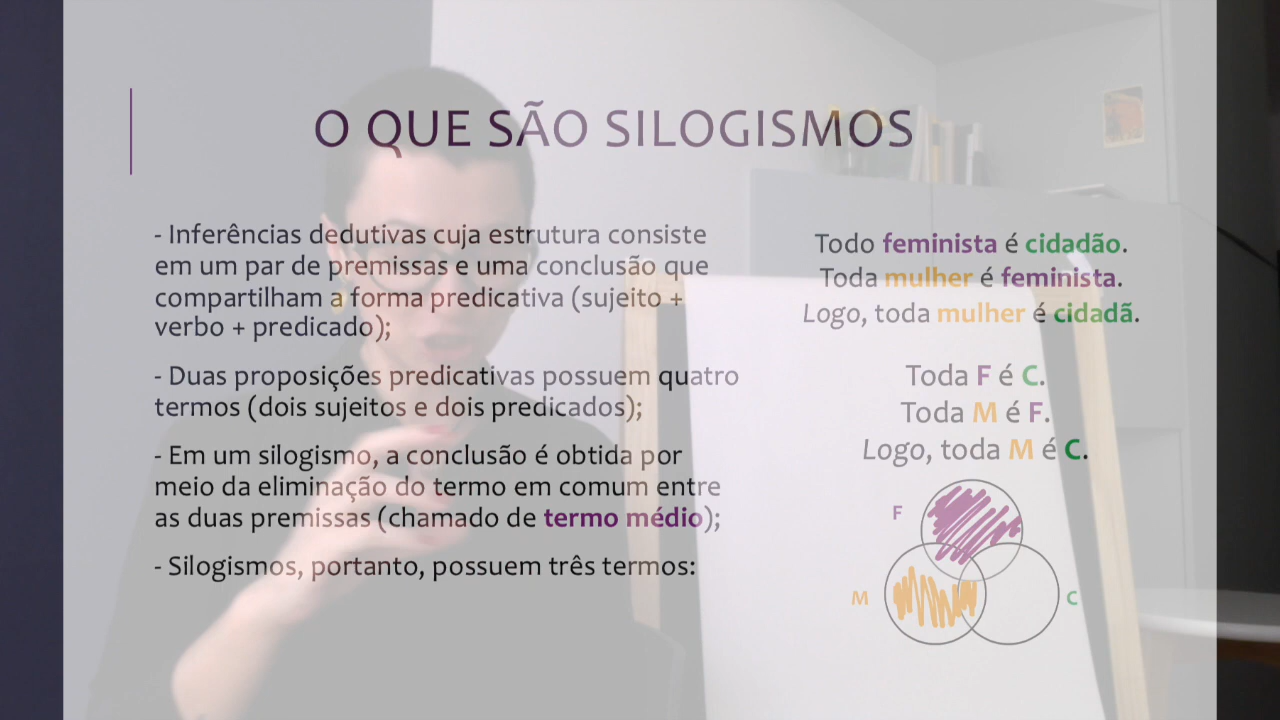 O QUE SÃO SILOGISMOS
- Inferências dedutivas cuja estrutura consiste
em um par de premissas e uma conclusão que
compartilham a forma predicativa (sujeito +
verbo + predicado);
- Duas proposições predicativas possuem quatro
termos (dois sujeitos e dois predicados);
- Em um silogismo, a conclusão é obtida por
meio da eliminação do termo em comum entre
as duas premissas (chamado de termo médio);
- Silogismos, portanto, possuem três termos:
Todo feminista é cidadão.
Toda mulher é feminista.
Logo, toda mulher é cidadã.
Toda F é C.
Toda M é F.
Logo, toda M é C.
F
M
C